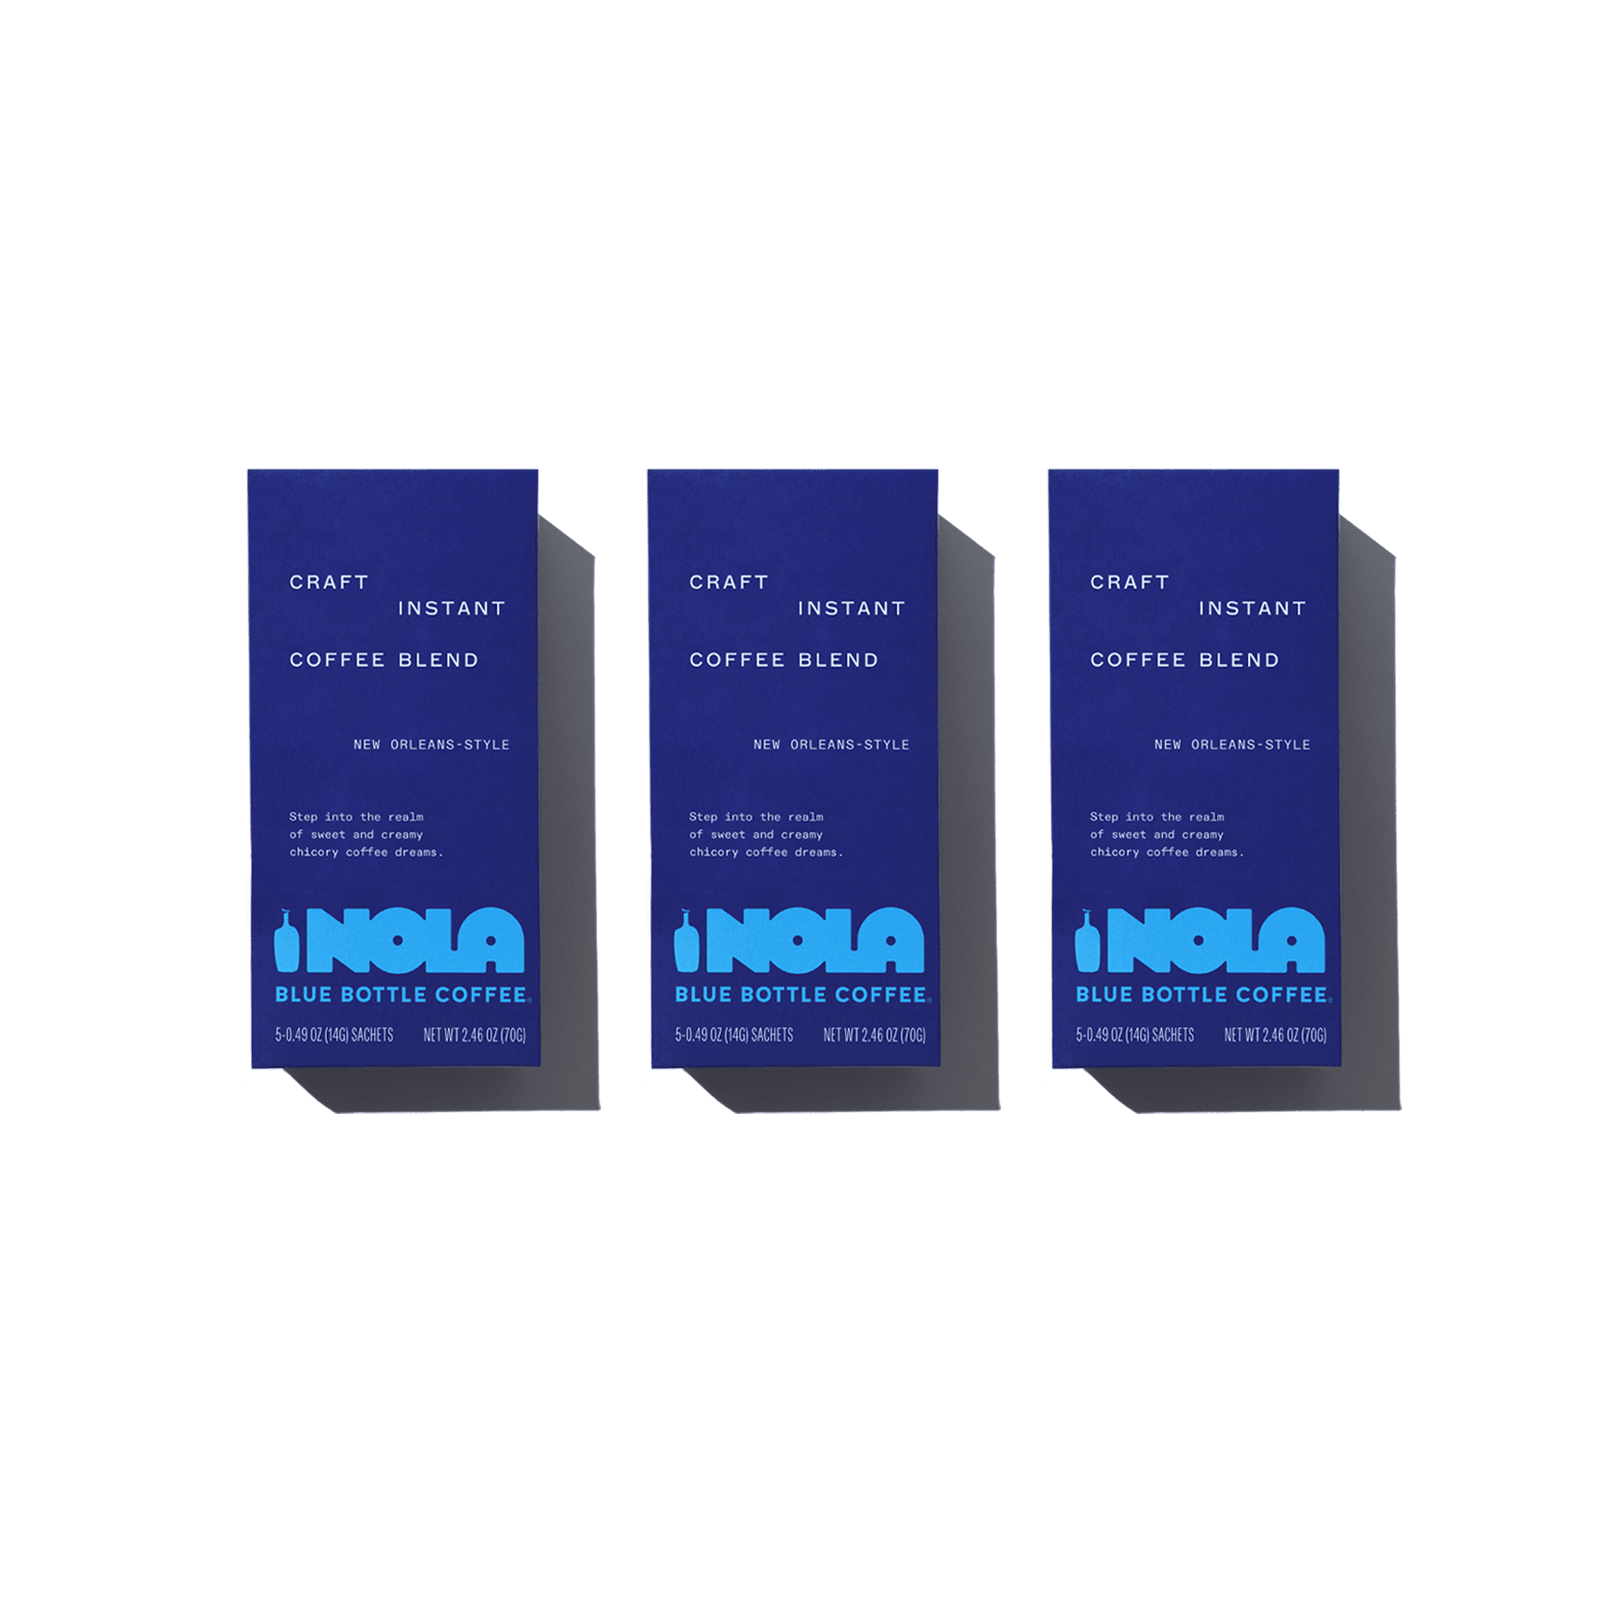 CRAFT
INSTANT
COFFEE BLEND
NEW ORLEANS-STYLE
Step into the realm
of sweet and creamy
chicory coffee dreams.
NOLA
BLUE BOTTLE COFFEE®
5-0.49 OZ (14G) SACHETS NET WT 2.46 OZ (70G)
CRAFT
INSTANT
COFFEE BLEND
NEW ORLEANS-STYLE
Step into the realm
of sweet and creamy
chicory coffee dreams.
NOLA
BLUE BOTTLE COFFEE®
5-0.49 OZ (14G) SACHETS NET WT 2.46 OZ (70G)
CRAFT
INSTANT
COFFEE BLEND
NEW ORLEANS-STYLE
Step into the realm
of sweet and creamy
chicory coffee dreams.
NOLA
BLUE BOTTLE COFFEE®
5-0.49 OZ (14G) SACHETS NET WT 2.46 OZ (70G)